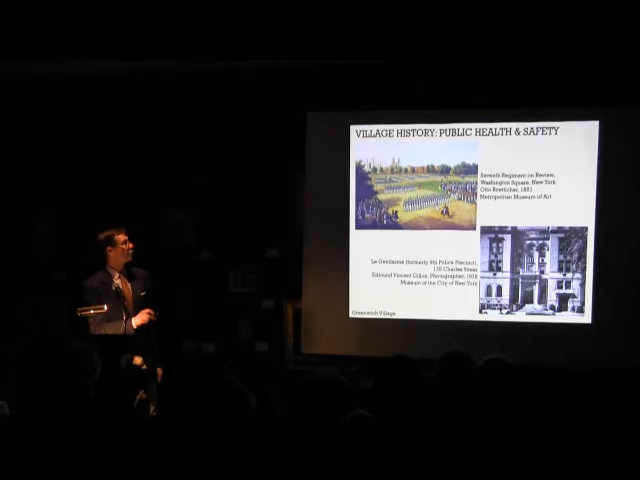 VILLAGE HISTORY: PUBLIC HEALTH & SAFETY
Seventh Regiment on Review,
Washington Square, New York
Otto Boetticher, 1851
Metropolitan Museum of Art
Le Gendarme (formerly 9th Police Precinct),
135 Charles Street
Edmund Vincent Gillon, Photographer, 1978
Museum of the City of New York
Greenwich Village